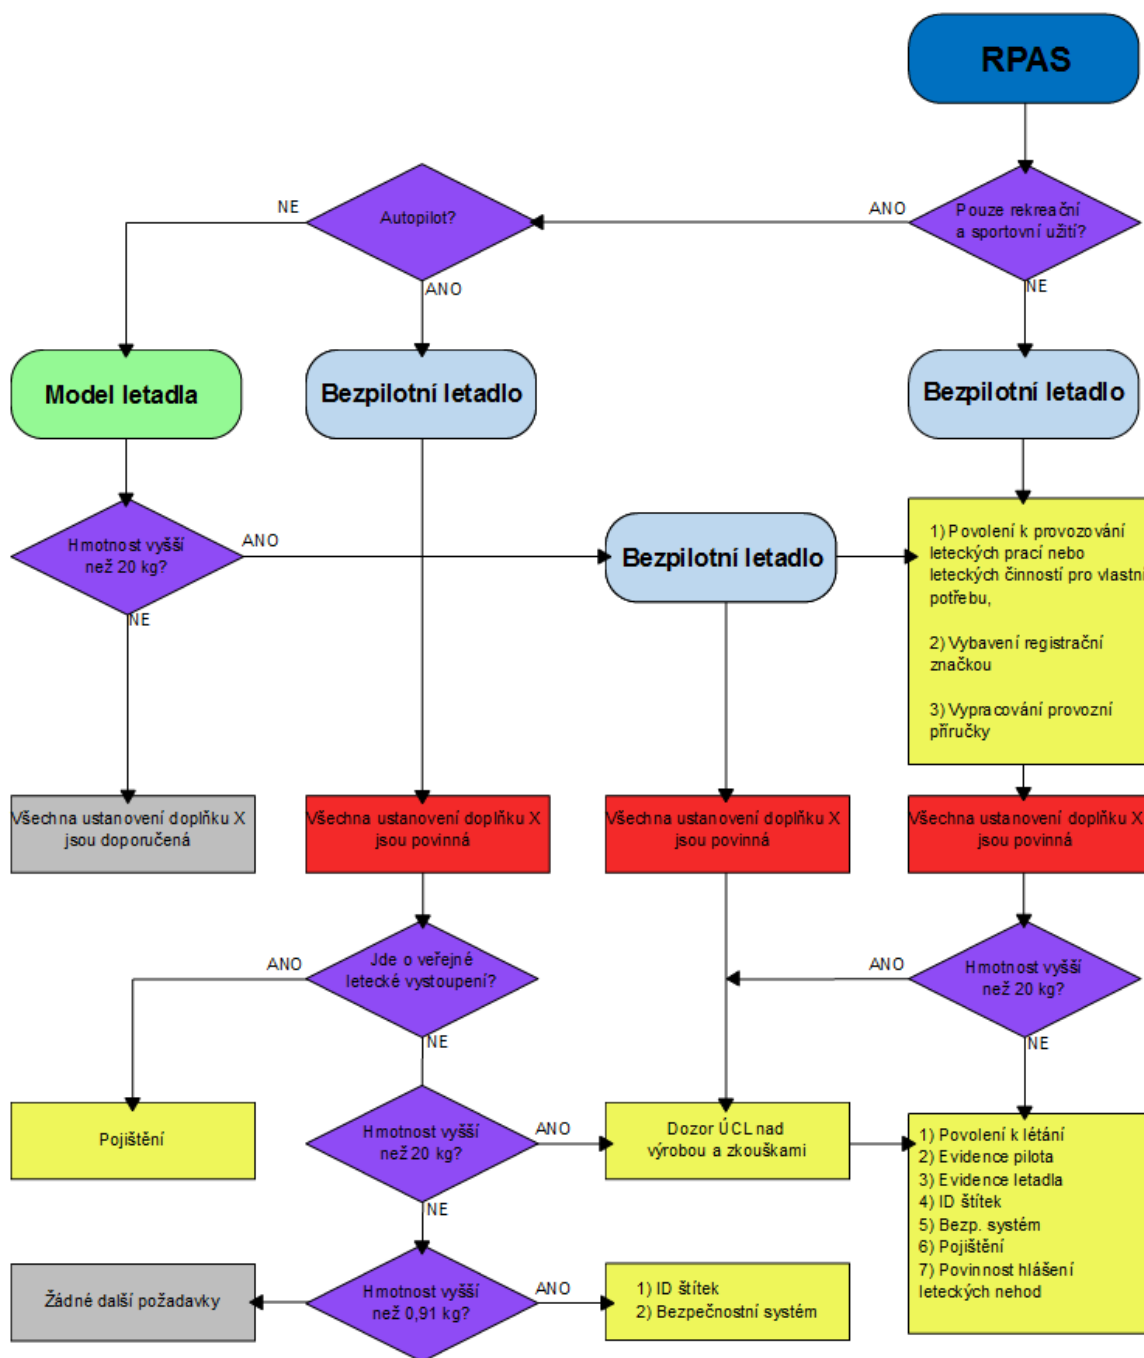 RPAS
Pouze rekreační
a sportovní užití?
ANO
NE
Autopilot?
NE
ANO
Model letadla
Bezpilotní letadlo
Bezpilotní letadlo
Hmotnost vyšší
než 20 kg?
ANO
NE
Bezpilotní letadlo
1) Povolení k provozování
leteckých prací nebo
leteckých činností pro vlastní
potřebu,
2) Vybavení registrační
značkou
3) Vypracování provozní
příručky
Všechna ustanovení doplňku X
jsou doporučená
Všechna ustanovení doplňku X
jsou povinná
Všechna ustanovení doplňku X
jsou povinná
Všechna ustanovení doplňku X
jsou povinná
Jde o veřejné
letecké vystoupení?
ANO
NE
Hmotnost vyšší
než 20 kg?
ANO
NE
Pojištění
Hmotnost vyšší
než 20 kg?
ANO
NE
Dozor ÚCL nad
výrobou a zkouškami
1) Povolení k létání
2) Evidence pilota
3) Evidence letadla
4) ID štítek
5) Bezp. systém
6) Pojištění
7) Povinnost hlášení
leteckých nehod
Žádné další požadavky
Hmotnost vyšší
než 0,91 kg?
ANO
1) ID štítek
2) Bezpečnostní systém